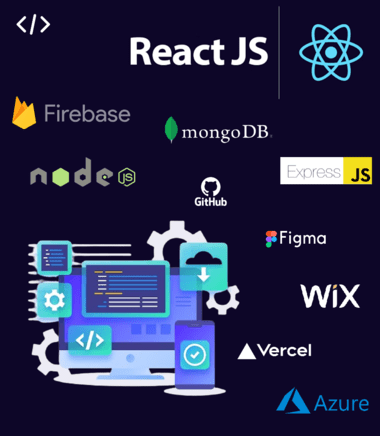 </>
React JS
Firebase
mongoDB
node
JS
Express
JS
GitHub
Figma
WiX
Vercel
Azure
</>